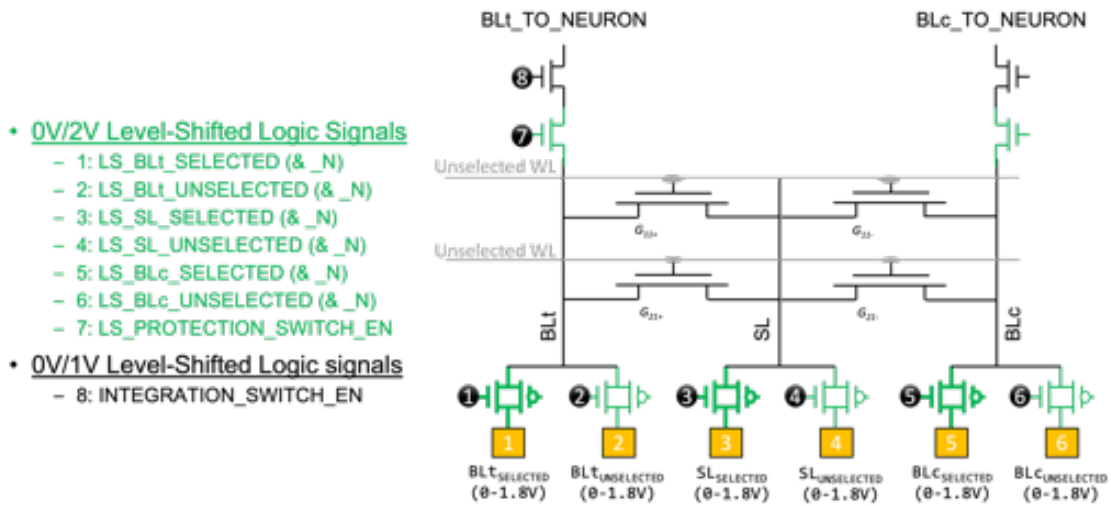 BLt_TO_NEURON
BLc_TO_NEURON
8
7
• 0V/2V Level-Shifted Logic Signals
– 1: LS_BLt_SELECTED (& _N)
– 2: LS_BLt_UNSELECTED (& _N)
– 3: LS_SL_SELECTED (& _N)
– 4: LS_SL_UNSELECTED (& _N)
– 5: LS_BLc_SELECTED (& _N)
– 6: LS_BLc_UNSELECTED (& _N)
– 7: LS_PROTECTION_SWITCH_EN
• 0V/1V Level-Shifted Logic signals
– 8: INTEGRATION_SWITCH_EN
Unselected WL
Unselected WL
G21+
G21-
BLt
SL
BLc
1 2 3 4 5 6
1 2 3 4 5 6
BLtSELECTED BLtUNSELECTED SLSELECTED SLUNSELECTED BLcSELECTED BLcUNSELECTED
(0-1.8V) (0-1.8V) (0-1.8V) (0-1.8V) (0-1.8V) (0-1.8V)